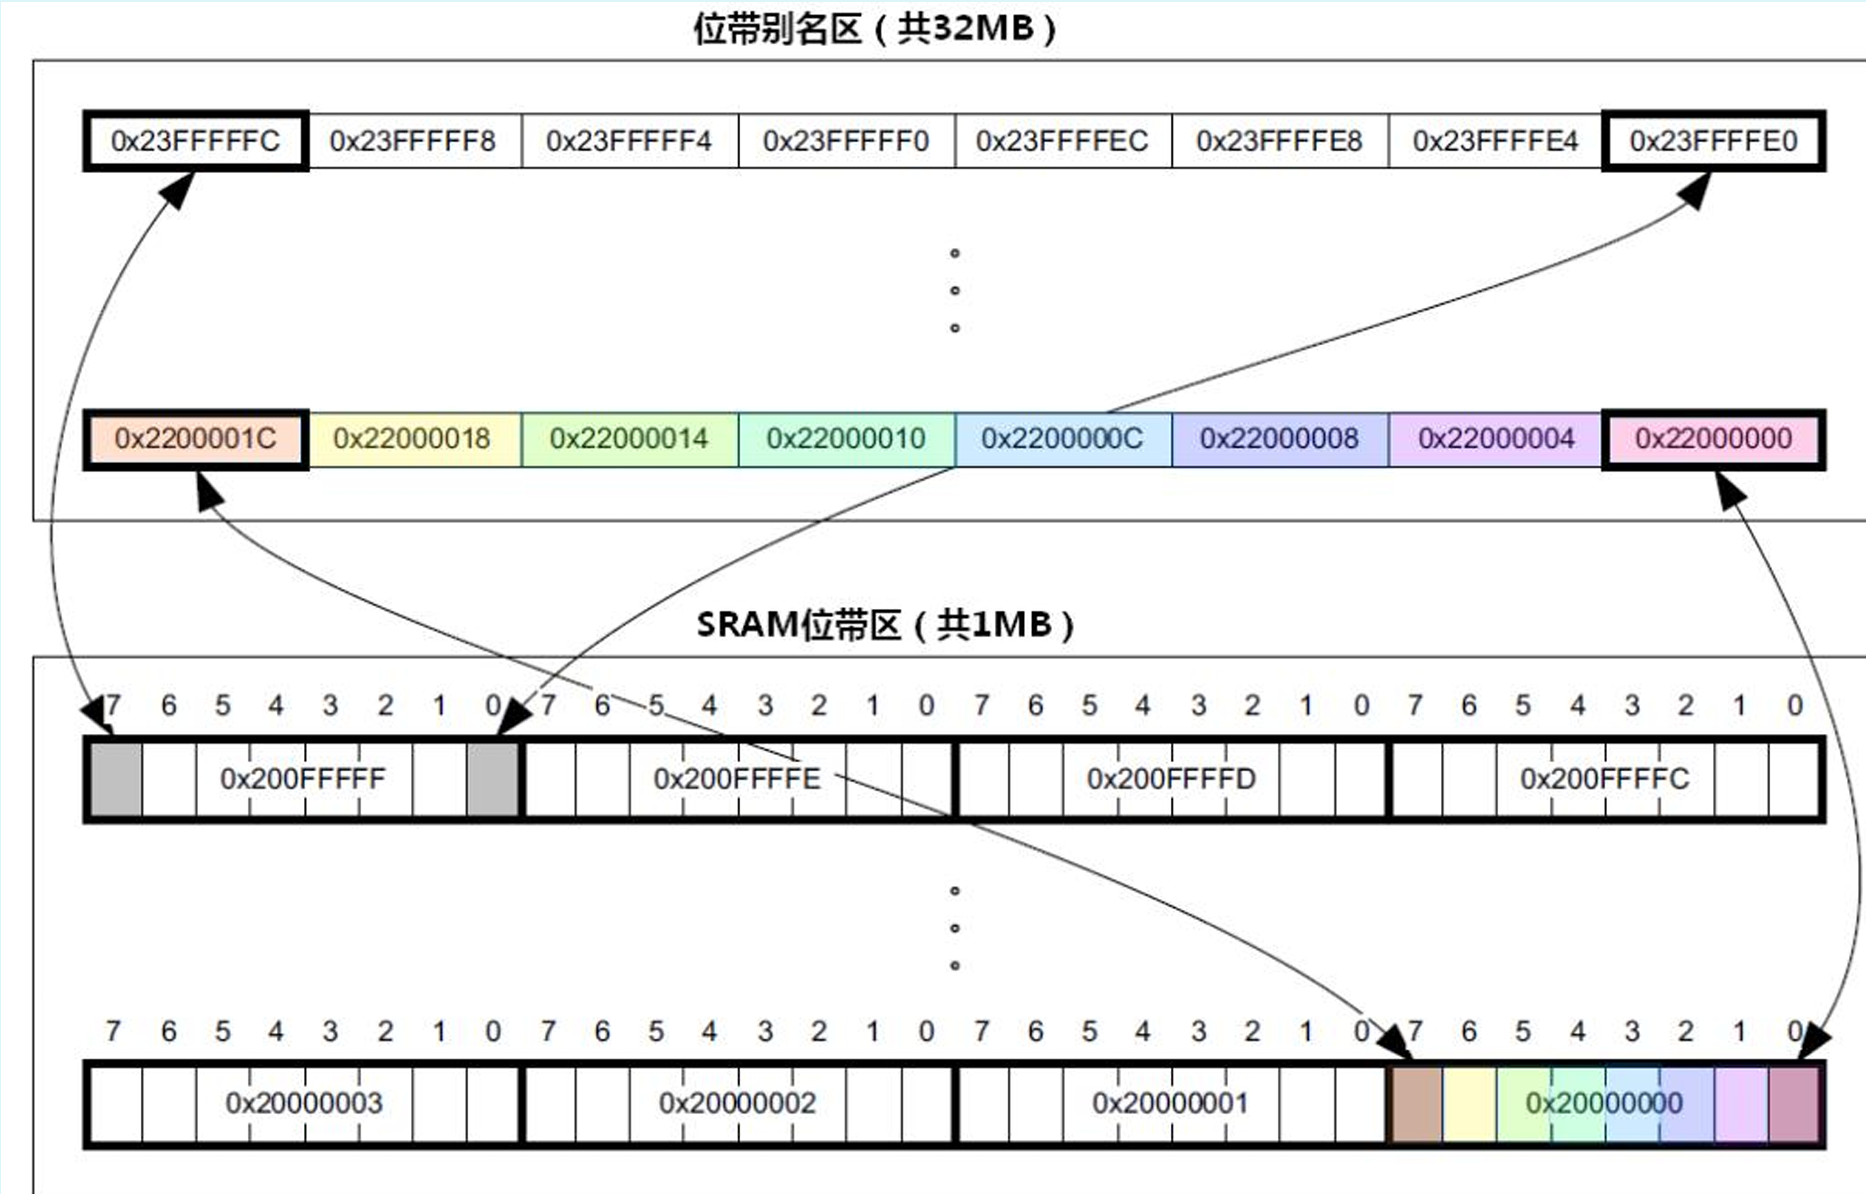 位带别名区（共32MB）
0x23FFFFFC 0x23FFFFF8 0x23FFFFF4 0x23FFFFF0 0x23FFFFEC 0x23FFFFE8 0x23FFFFE4 0x23FFFFE0
0x2200001C 0x22000018 0x22000014 0x22000010 0x2200000C 0x22000008 0x22000004 0x22000000
SRAM位带区（共1MB）
7 6 5 4 3 2 1 0 7 6 5 4 3 2 1 0 7 6 5 4 3 2 1 0 7 6 5 4 3 2 1 0
0x200FFFFF 0x200FFFFE 0x200FFFFD 0x200FFFFC
7 6 5 4 3 2 1 0 7 6 5 4 3 2 1 0 7 6 5 4 3 2 1 0 7 6 5 4 3 2 1 0
0x20000003 0x20000002 0x20000001 0x20000000